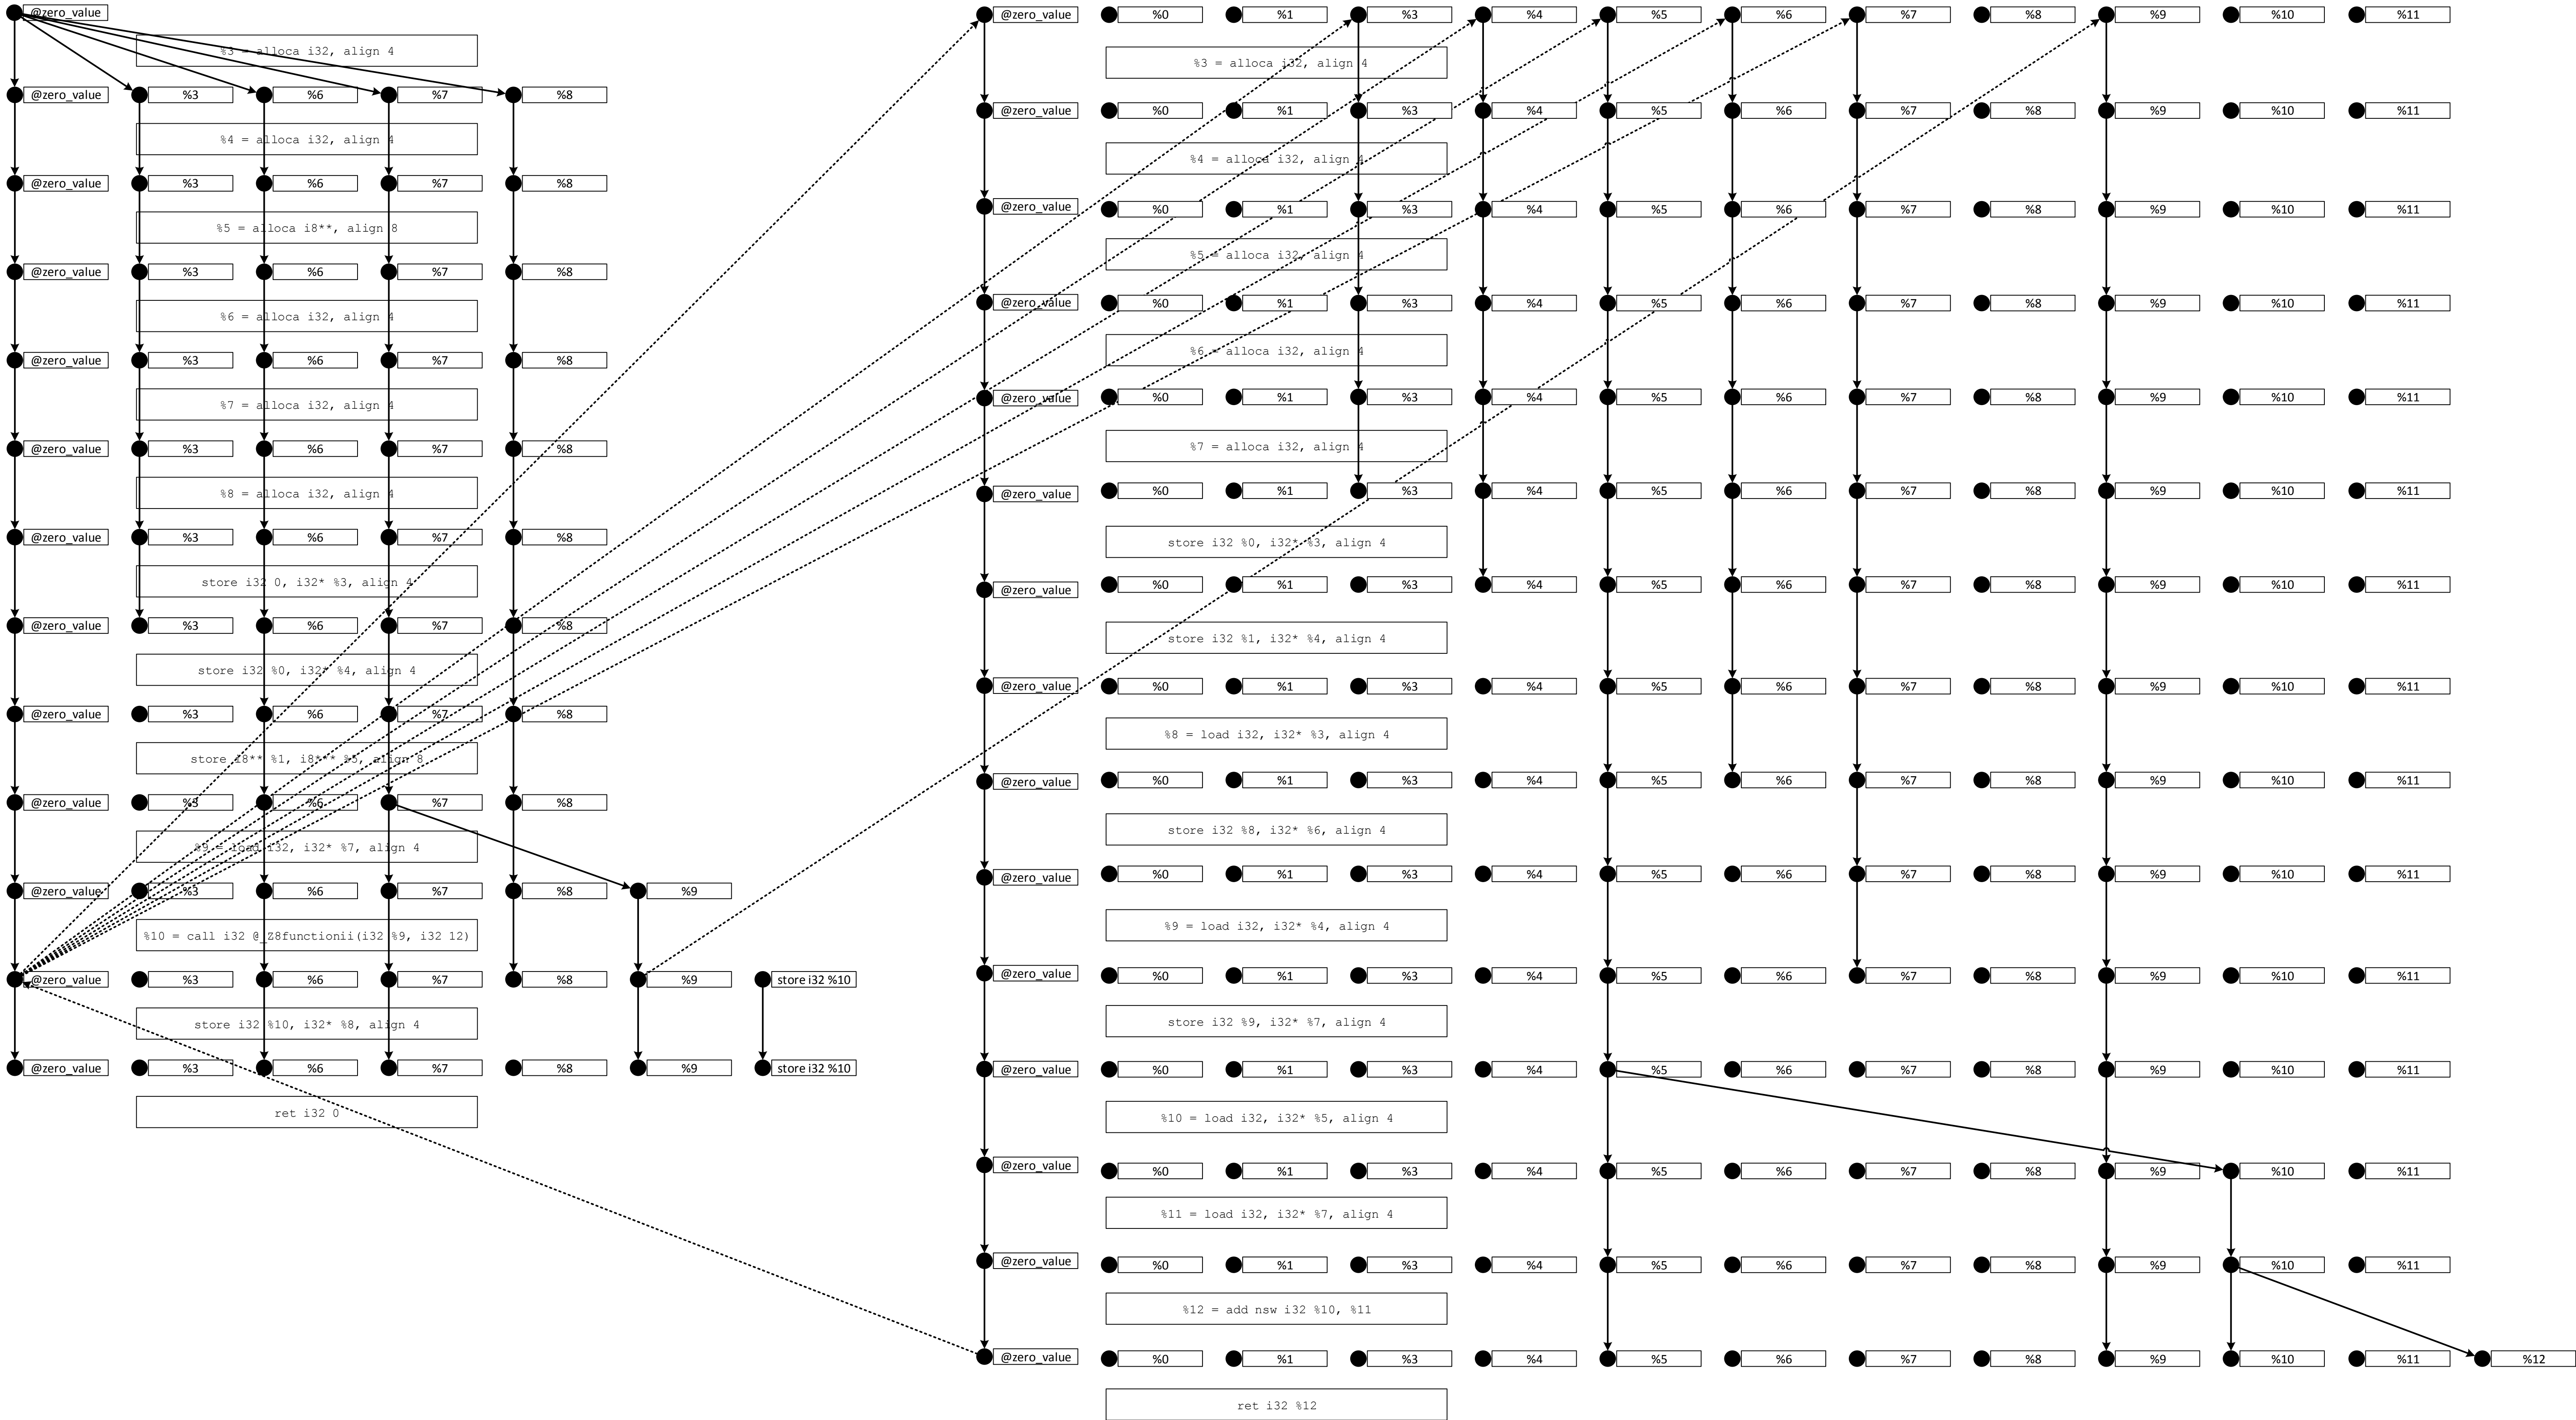 @zero_value
%3 = alloca i32, align 4
@zero_value %3 %6 %7 %8
%4 = alloca i32, align 4
@zero_value %3 %6 %7 %8
%5 = alloca i8**, align 8
@zero_value %3 %6 %7 %8
%6 = alloca i32, align 4
@zero_value %3 %6 %7 %8
%7 = alloca i32, align 4
@zero_value %3 %6 %7 %8
%8 = alloca i32, align 4
@zero_value %3 %6 %7 %8
store i32 0, i32* %3, align 4
@zero_value %3 %6 %7 %8
store i32 %0, i32* %4, align 4
@zero_value %3 %6 %7 %8
store i8** %1, i8*** %5, align 8
@zero_value %3 %6 %7 %8
%9 = load i32, i32* %7, align 4
@zero_value %3 %6 %7 %8 %9
%10 = call i32 @_Z8functionii(i32 %9, i32 12)
@zero_value %3 %6 %7 %8 %9 store i32 %10
store i32 %10, i32* %8, align 4
@zero_value %3 %6 %7 %8 %9 store i32 %10
ret i32 0
@zero_value %0 %1 %3 %4 %5 %6 %7 %8 %9 %10 %11
%3 = alloca i32, align 4
@zero_value %0 %1 %3 %4 %5 %6 %7 %8 %9 %10 %11
%4 = alloca i32, align 4
@zero_value %0 %1 %3 %4 %5 %6 %7 %8 %9 %10 %11
%5 = alloca i32, align 4
@zero_value %0 %1 %3 %4 %5 %6 %7 %8 %9 %10 %11
%6 = alloca i32, align 4
@zero_value %0 %1 %3 %4 %5 %6 %7 %8 %9 %10 %11
%7 = alloca i32, align 4
@zero_value %0 %1 %3 %4 %5 %6 %7 %8 %9 %10 %11
store i32 %0, i32* %3, align 4
@zero_value %0 %1 %3 %4 %5 %6 %7 %8 %9 %10 %11
store i32 %1, i32* %4, align 4
@zero_value %0 %1 %3 %4 %5 %6 %7 %8 %9 %10 %11
%8 = load i32, i32* %3, align 4
@zero_value %0 %1 %3 %4 %5 %6 %7 %8 %9 %10 %11
store i32 %8, i32* %6, align 4
@zero_value %0 %1 %3 %4 %5 %6 %7 %8 %9 %10 %11
%9 = load i32, i32* %4, align 4
@zero_value %0 %1 %3 %4 %5 %6 %7 %8 %9 %10 %11
store i32 %9, i32* %7, align 4
@zero_value %0 %1 %3 %4 %5 %6 %7 %8 %9 %10 %11
%10 = load i32, i32* %5, align 4
@zero_value %0 %1 %3 %4 %5 %6 %7 %8 %9 %10 %11
%11 = load i32, i32* %7, align 4
@zero_value %0 %1 %3 %4 %5 %6 %7 %8 %9 %10 %11
%12 = add nsw i32 %10, %11
@zero_value %0 %1 %3 %4 %5 %6 %7 %8 %9 %10 %11 %12
ret i32 %12